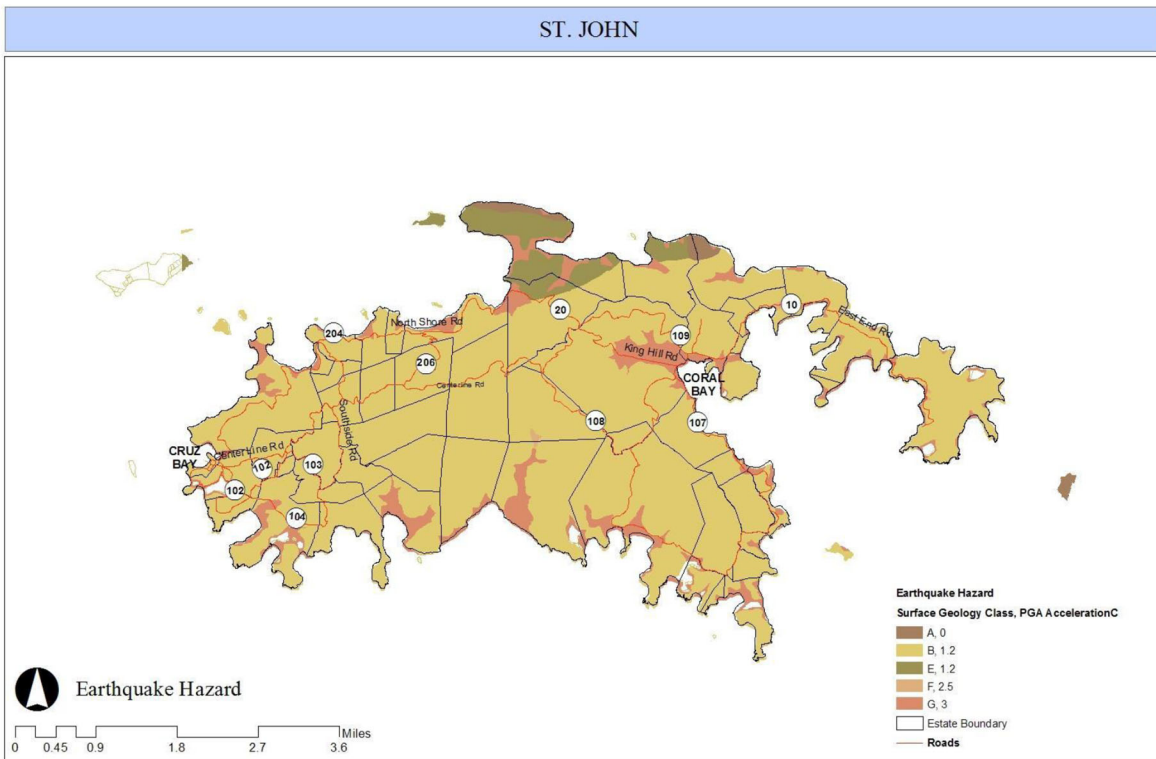 ST. JOHN
20
10
East End Rd
204
North Shore Rd
109
King Hill Rd
206
CORAL
BAY
Centerline Rd
Southside Rd
108
107
CRUZ
BAY
Center Line Rd
102
103
102
104
Earthquake Hazard
Surface Geology Class, PGA AccelerationC
A, 0
B, 1.2
E, 1.2
F, 2.5
G, 3
Estate Boundary
Roads
Earthquake Hazard
Miles
0 0.45 0.9 1.8 2.7 3.6